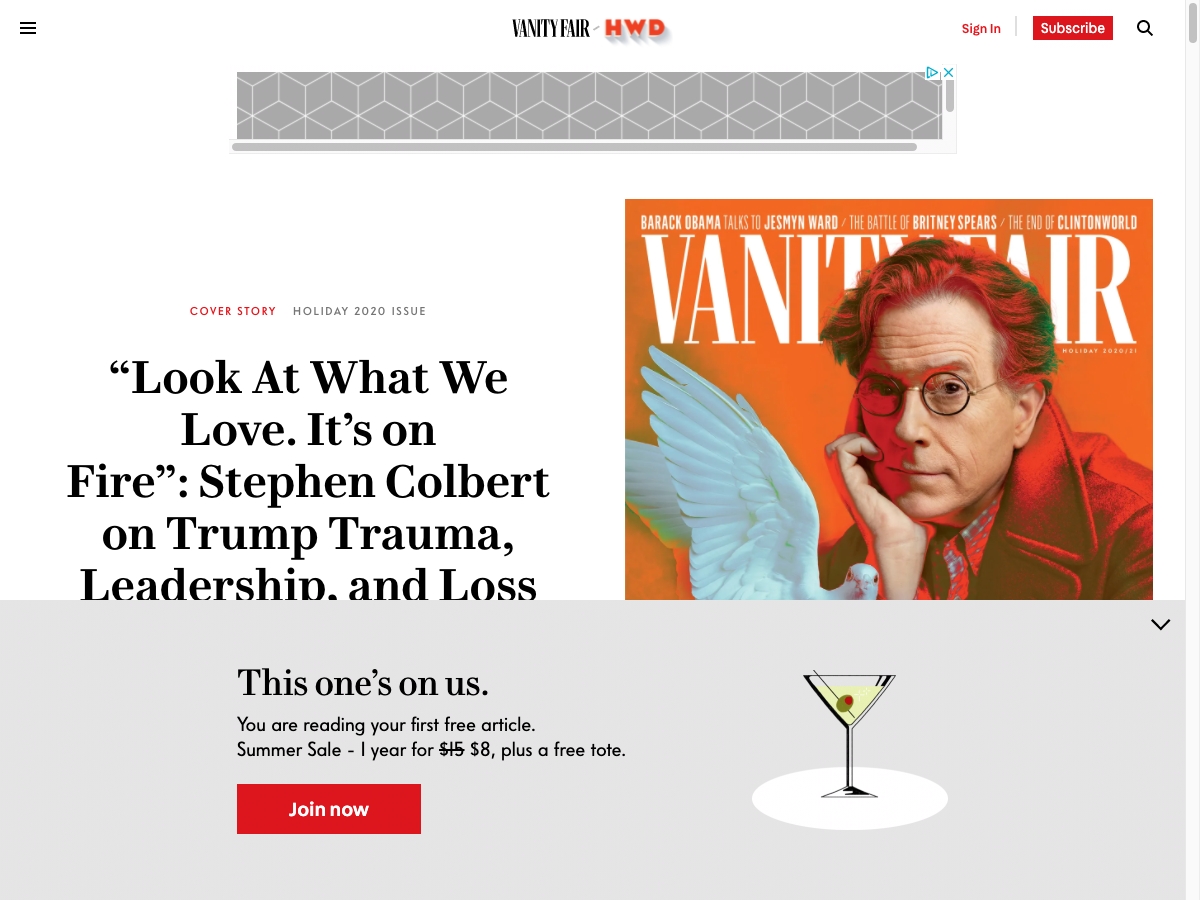 VANITY FAIR HWD
Sign In
Subscribe
BARACK OBAMA TALKS TO JESMYN WARD / THE BATTLE OF BRITNEY SPEARS / THE END OF CLINTONWORLD
VANITY FAIR
HOLIDAY 2020/21
COVER STORY HOLIDAY 2020 ISSUE
“Look At What We
Love. It’s on
Fire”: Stephen Colbert
on Trump Trauma,
Leadership, and Loss
This one’s on us.
You are reading your first free article.
Summer Sale - 1 year for $15 $8, plus a free tote.
Join now